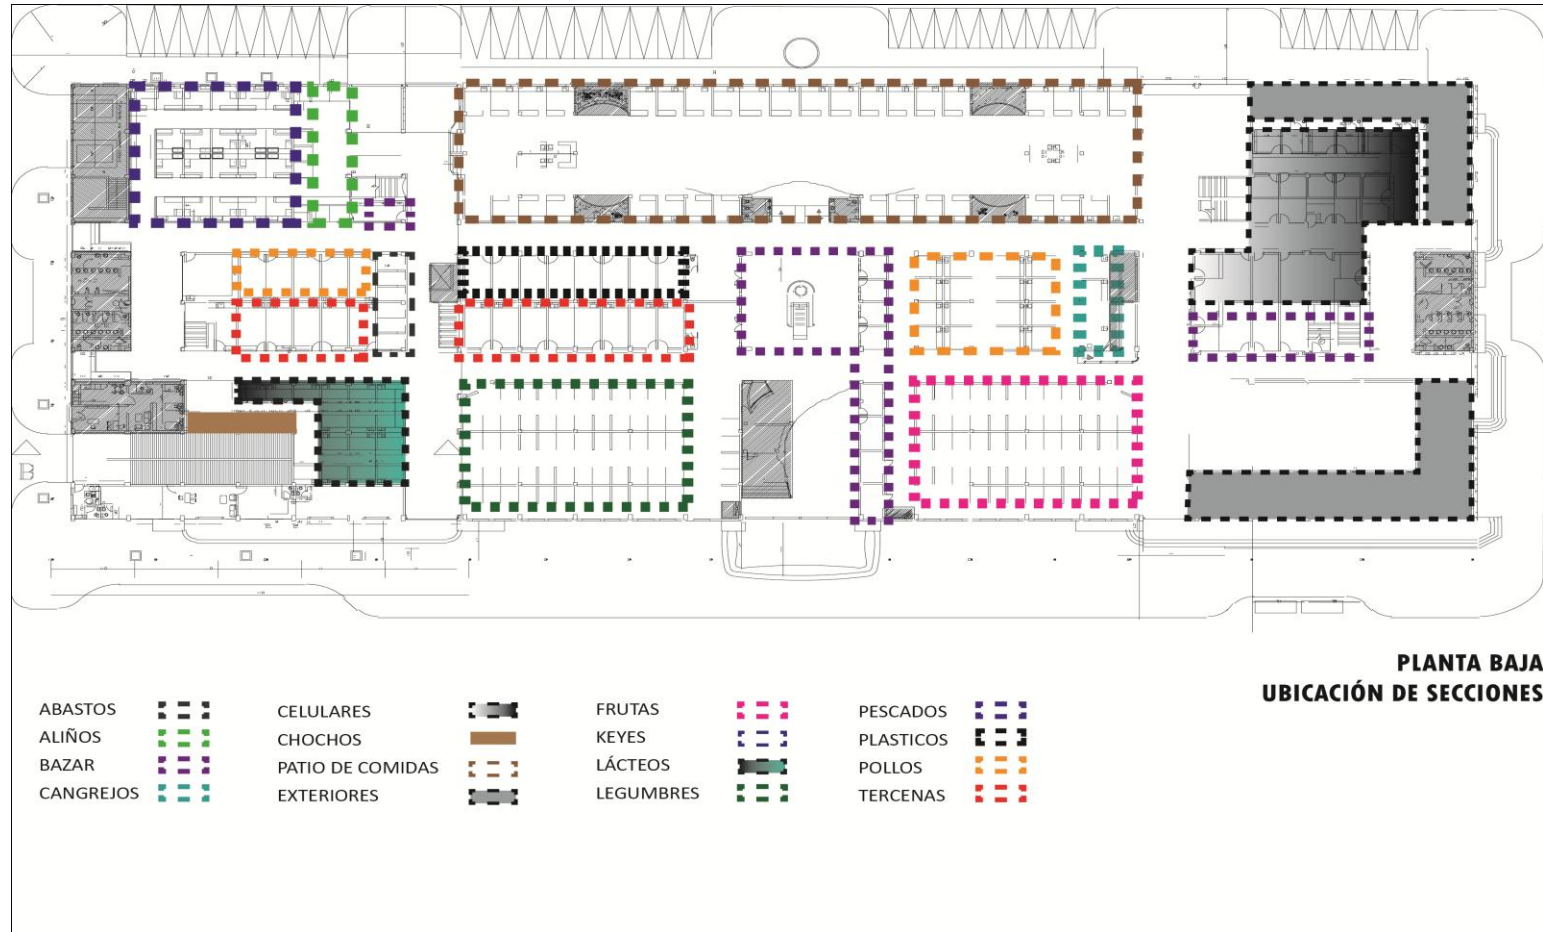 B
PLANTA BAJA
UBICACIÓN DE SECCIONES
ABASTOS
ALIÑOS
BAZAR
CANGREJOS
CELULARES
CHOCHOS
PATIO DE COMIDAS
EXTERIORES
FRUTAS
KEYES
LÁCTEOS
LEGUMBRES
PESCADOS
PLASTICOS
POLLOS
TERCENAS